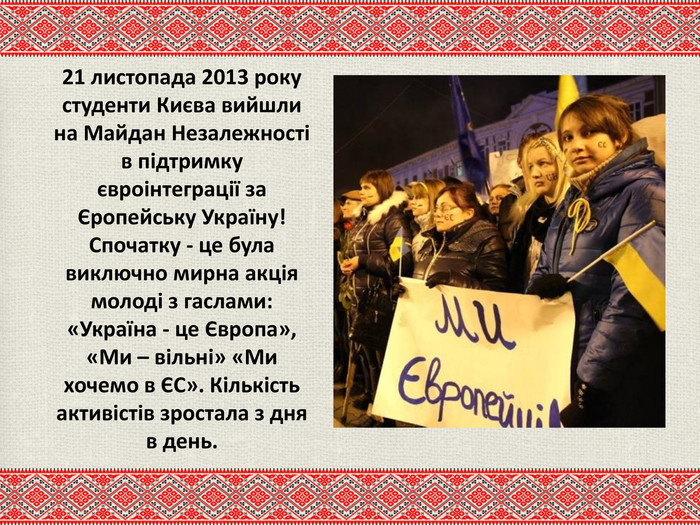 21 листопада 2013 року
студенти Києва вийшли
на Майдан Незалежності
в підтримку
євроінтеграції за
Єропейську Україну!
Спочатку - це була
виключно мирна акція
молоді з гаслами:
«Україна - це Європа»,
«Ми – вільні» «Ми
хочемо в ЄС». Кількість
активістів зростала з дня
в день.
МИ
Європейці